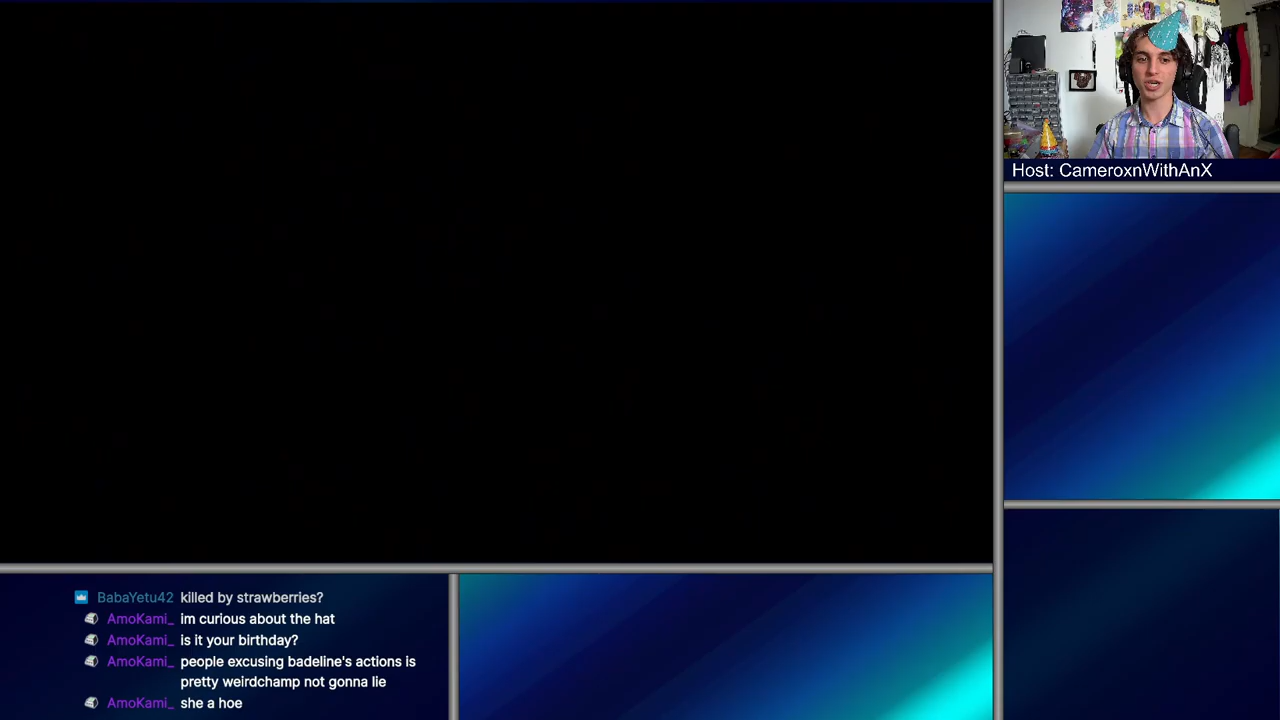 Host: CameroxnWithAnX
BabaYetu42 killed by strawberries?
AmoKami_ im curious about the hat
AmoKami_ is it your birthday?
AmoKami_ people excusing badeline's actions is
pretty weirdchamp not gonna lie
AmoKami_ she a hoe